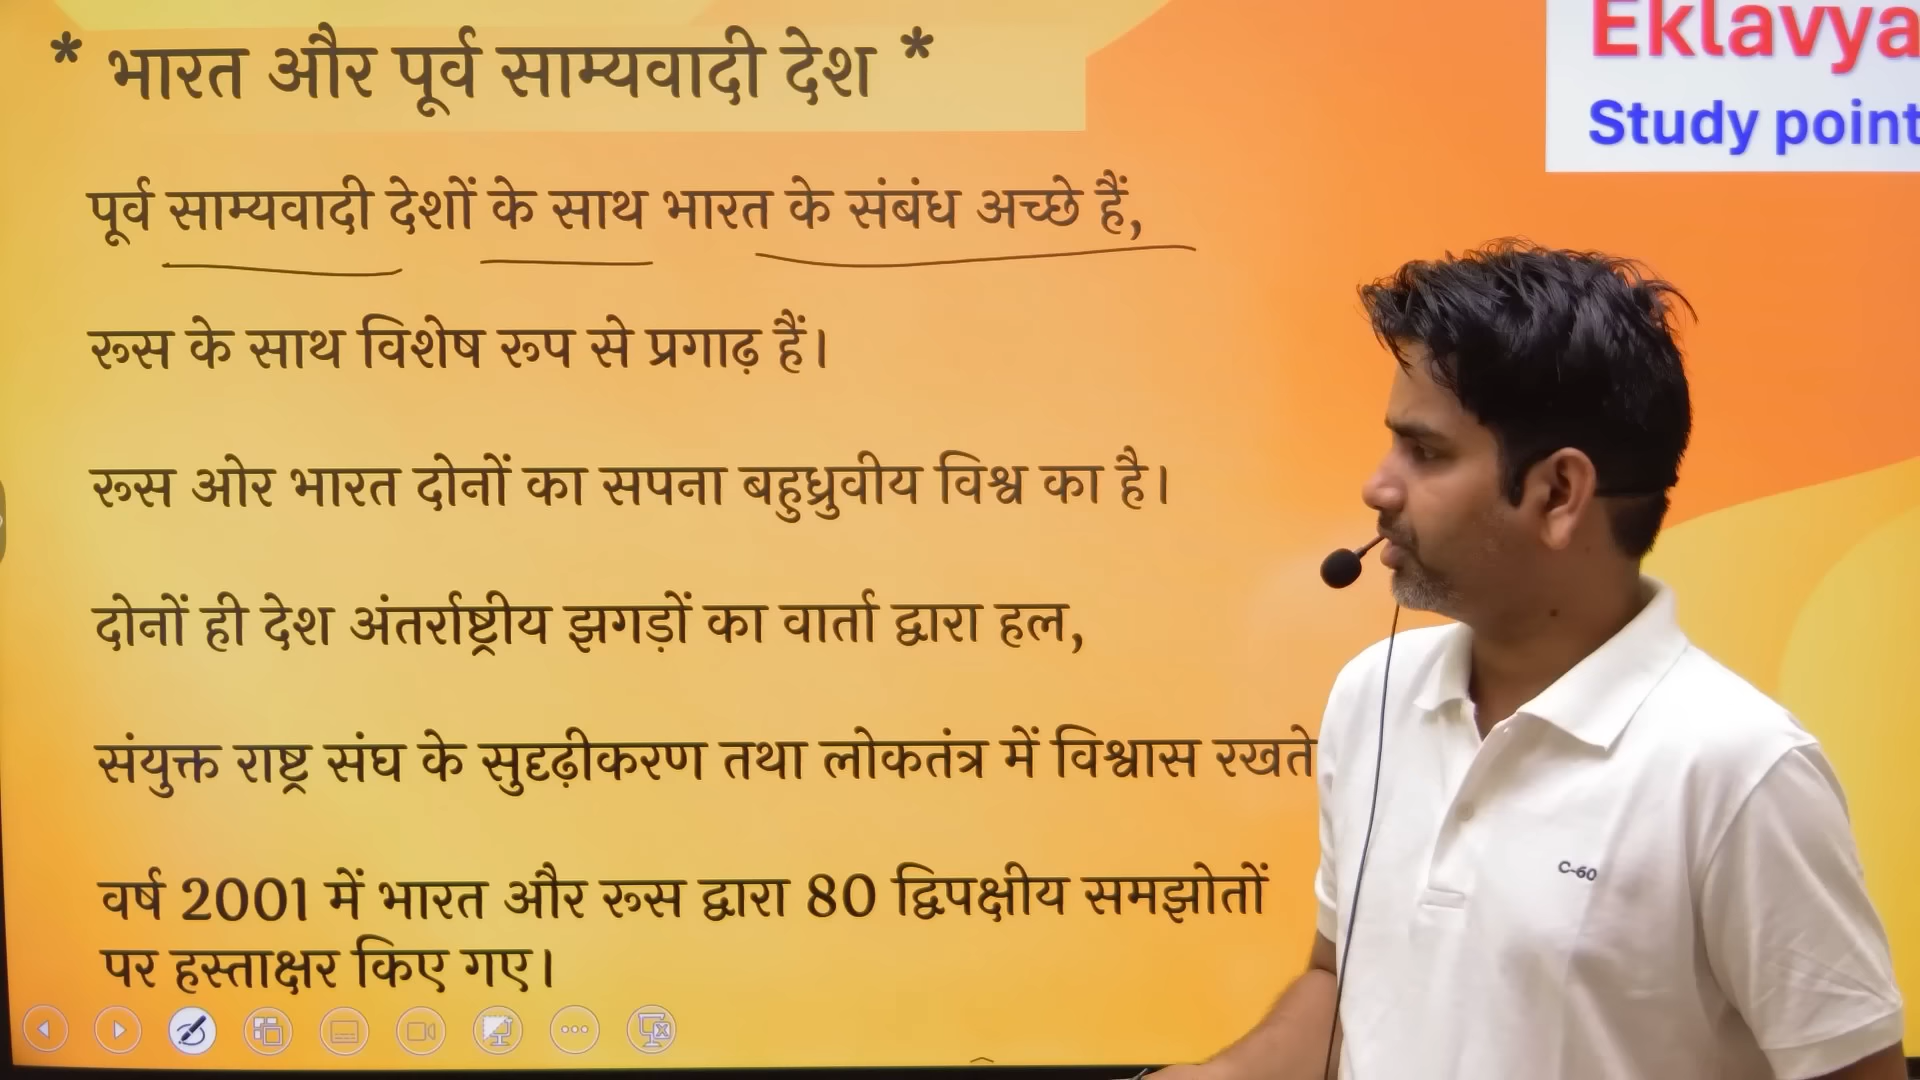 * भारत और पूर्व साम्यवादी देश *
Eklavya
Study point
पूर्व साम्यवादी देशों के साथ भारत के संबंध अच्छे हैं,
रूस के साथ विशेष रूप से प्रगाढ़ हैं।
रूस ओर भारत दोनों का सपना बहुध्रुवीय विश्व का है।
दोनों ही देश अंतर्राष्ट्रीय झगड़ों का वार्ता द्वारा हल,
संयुक्त राष्ट्र संघ के सुदृढ़ीकरण तथा लोकतंत्र में विश्वास रखते
वर्ष 2001 में भारत और रूस द्वारा 80 द्विपक्षीय समझोतों
पर हस्ताक्षर किए गए।
C-60